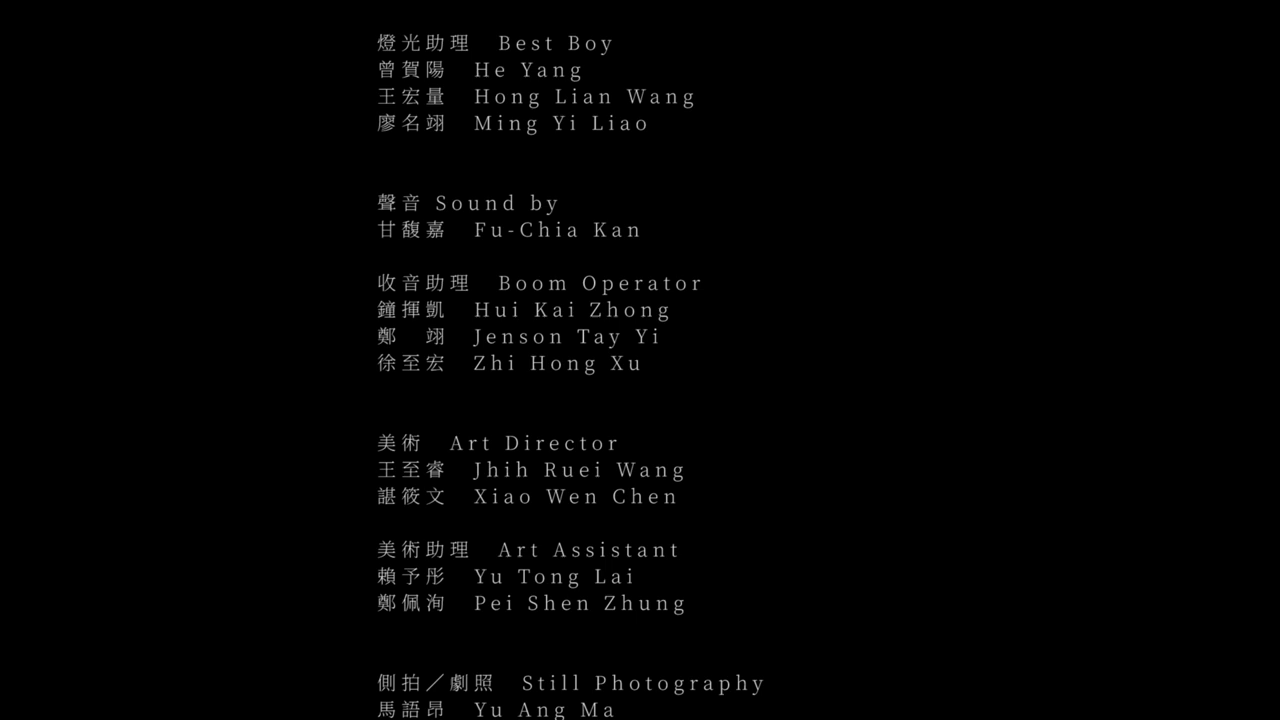 燈光助理 Best Boy
曾賀陽 He Yang
王宏量 Hong Lian Wang
廖名翊 Ming Yi Liao
聲音 Sound by
甘馥嘉 Fu-Chia Kan
收音助理 Boom Operator
鐘揮凱 Hui Kai Zhong
鄭 翊 Jenson Tay Yi
徐至宏 Zhi Hong Xu
美術 Art Director
王至睿 Jhih Ruei Wang
諶筱文 Xiao Wen Chen
美術助理 Art Assistant
賴予彤 Yu Tong Lai
鄭佩洵 Pei Shen Zhung
側拍／劇照 Still Photography
馬語昂 Yu Ang Ma